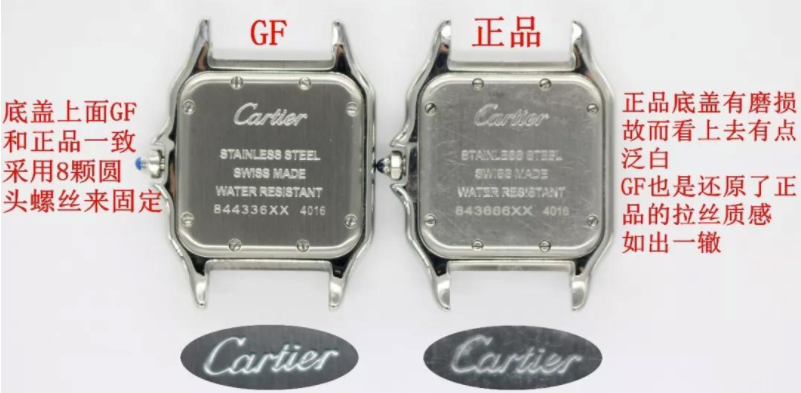 GF
正品
底盖上面GF
和正品一致
采用8颗圆
头螺丝来固定
Cartier
STAINLESS STEEL
SWISS MADE
WATER RESISTANT
844336XX 4016
Cartier
STAINLESS STEEL
SWISS MADE
WATER RESISTANT
843666XX 4016
正品底盖有磨损
故而看上去有点
泛白
GF也是还原了正
品的拉丝质感
如出一辙
Cartier
Cartier